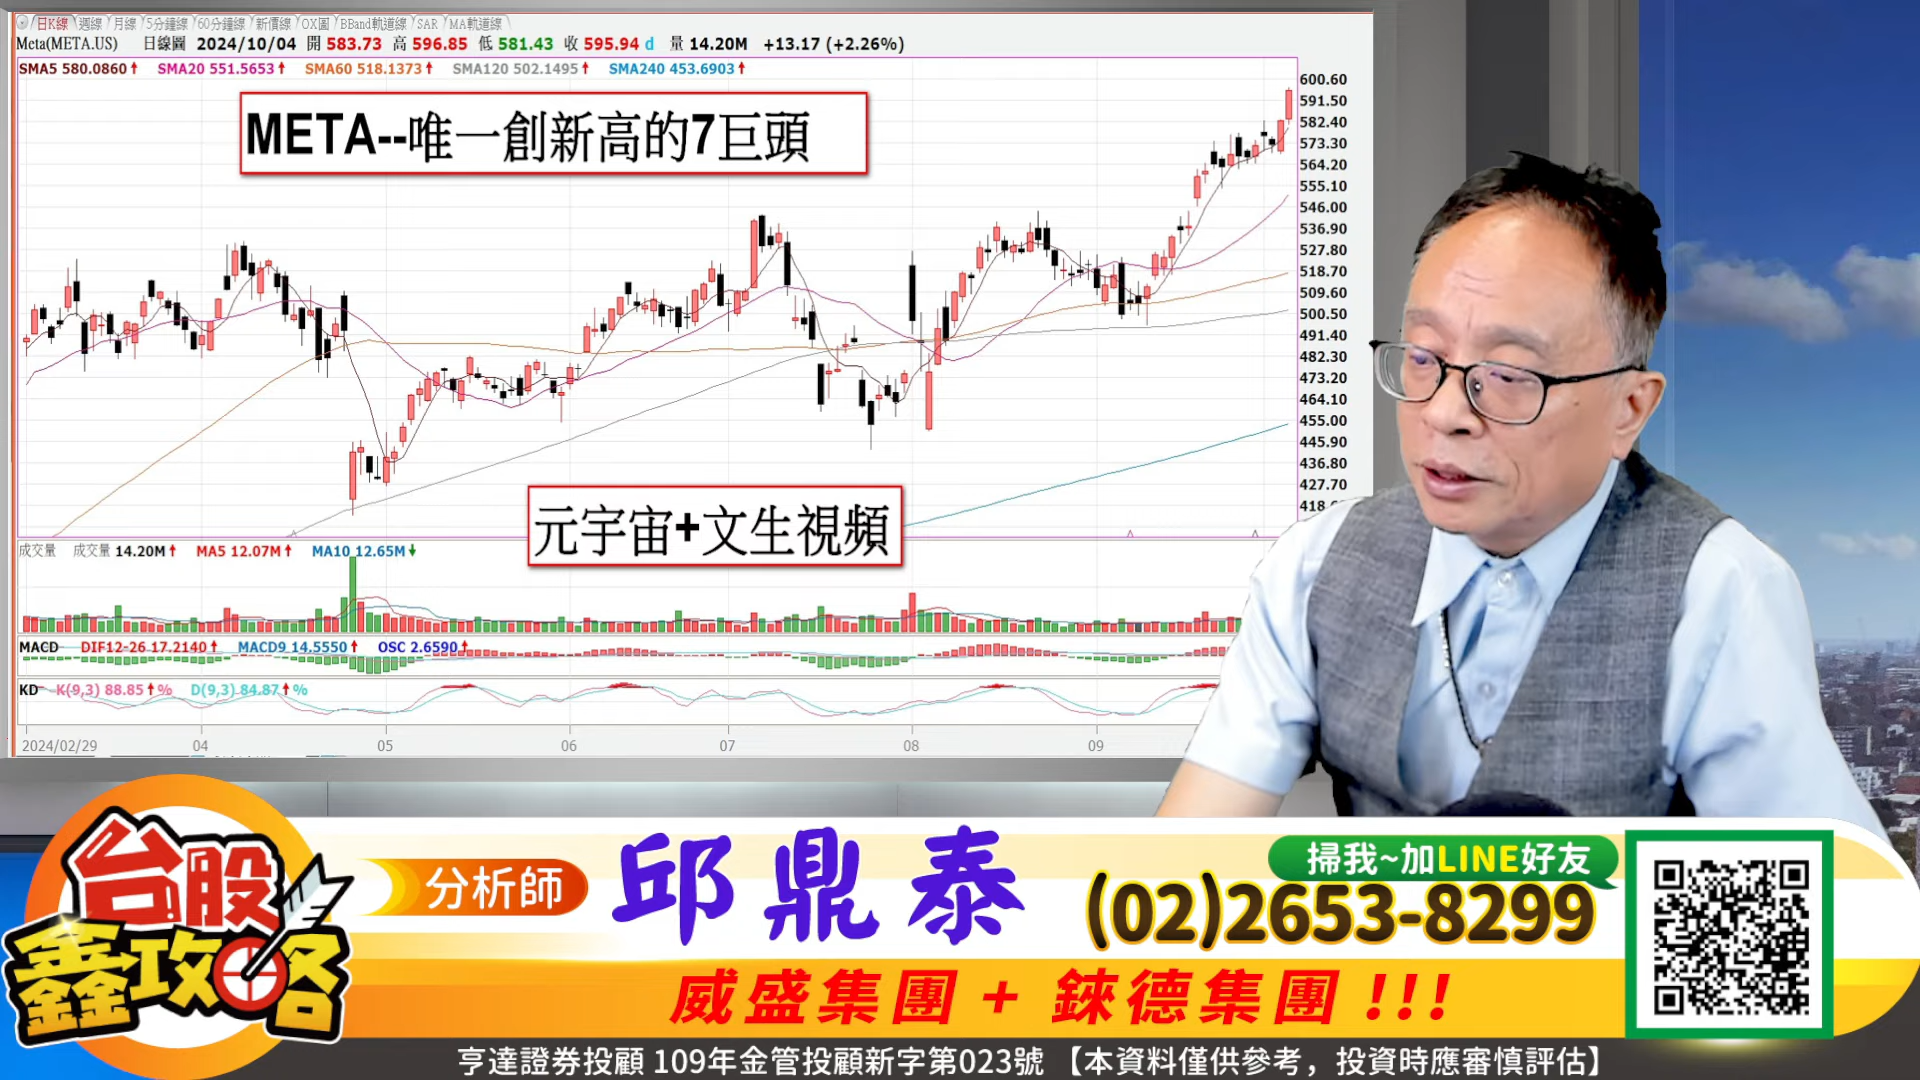 日K線 週線 月線 5分鐘線 60分鐘線 新價線 OX圖 BBand軌道線 SAR MA軌道線
Meta(META.US) 日線圖 2024/10/04 開 583.73 高 596.85 低 581.43 收 595.94 d 量 14.20M +13.17 (+2.26%)
SMA5 580.0860↑ SMA20 551.5653↑ SMA60 518.1373↑ SMA120 502.1495↑ SMA240 453.6903↑
META--唯一創新高的7巨頭
600.60
591.50
582.40
573.30
564.20
555.10
546.00
536.90
527.80
518.70
509.60
500.50
491.40
482.30
473.20
464.10
455.00
445.90
436.80
427.70
元宇宙+文生視頻
成交量 成交量 14.20M↑ MA5 12.07M↑ MA10 12.65M↓
MACD DIF12-26 17.2140↑ MACD9 14.5550↑ OSC 2.6590↑
KD K(9,3) 88.85↑% D(9,3) 84.87↑%
2024/02/29 04 05 06 07 08 09
台股
鑫攻略
分析師 邱鼎泰
掃我~加LINE好友
(02)2653-8299
威盛集團 + 錸德集團 !!!
亨達證券投顧 109年金管投顧新字第023號 【本資料僅供參考，投資時應審慎評估】